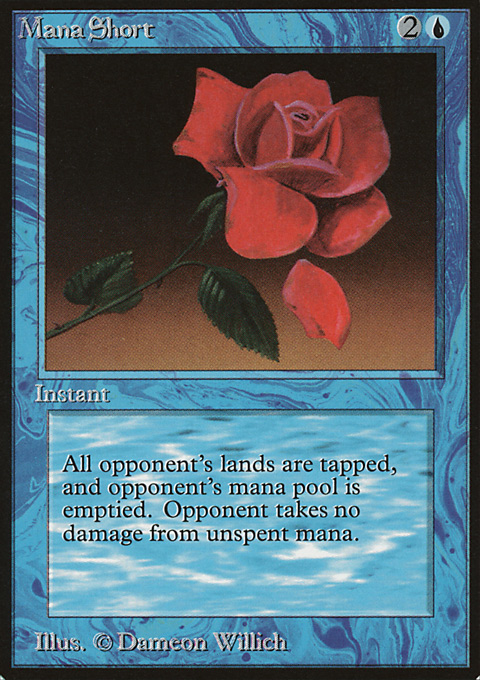 Mana Short 2
Instant
All opponent's lands are tapped,
and opponent's mana pool is
emptied. Opponent takes no
damage from unspent mana.
Illus. © Dameon Willich